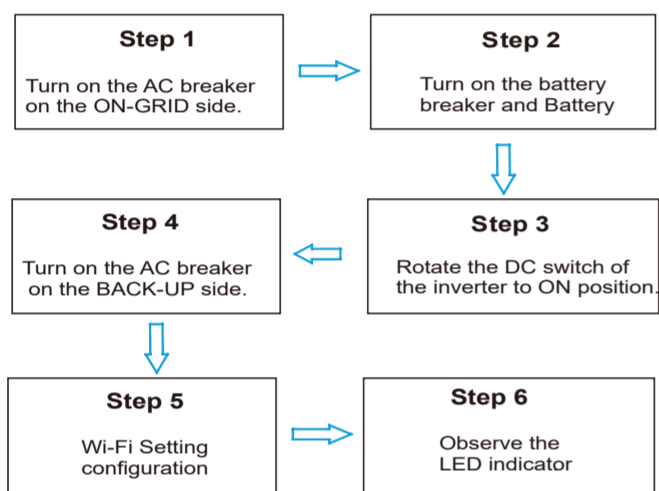 Step 1
Turn on the AC breaker
on the ON-GRID side.
Step 2
Turn on the battery
breaker and Battery
Step 3
Rotate the DC switch of
the inverter to ON position.
Step 4
Turn on the AC breaker
on the BACK-UP side.
Step 5
Wi-Fi Setting
configuration
Step 6
Observe the
LED indicator